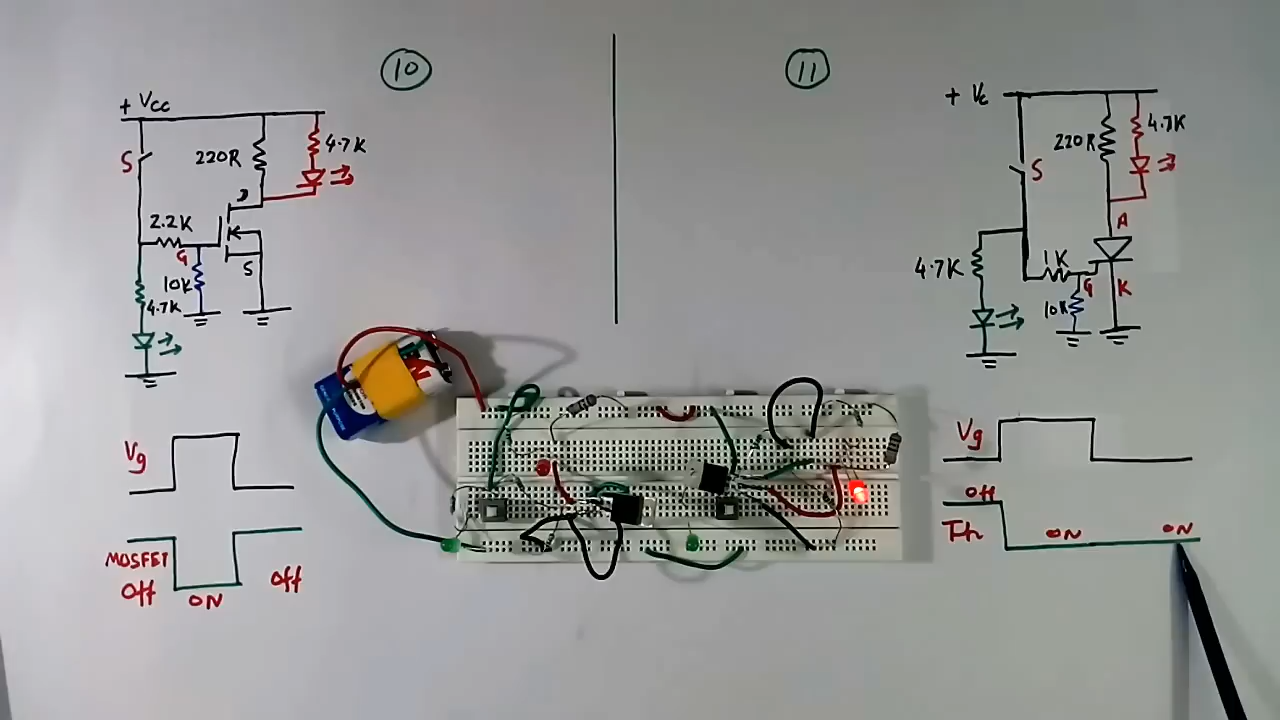 10
+ Vcc
S
220R
4.7K
D
2.2K
G
10K
S
4.7K
Vg
MOSFET
Off
ON
Off
11
+ Vc
S
220R
4.7K
A
4.7K
1K
G
K
10K
Vg
Off
Th
ON
ON